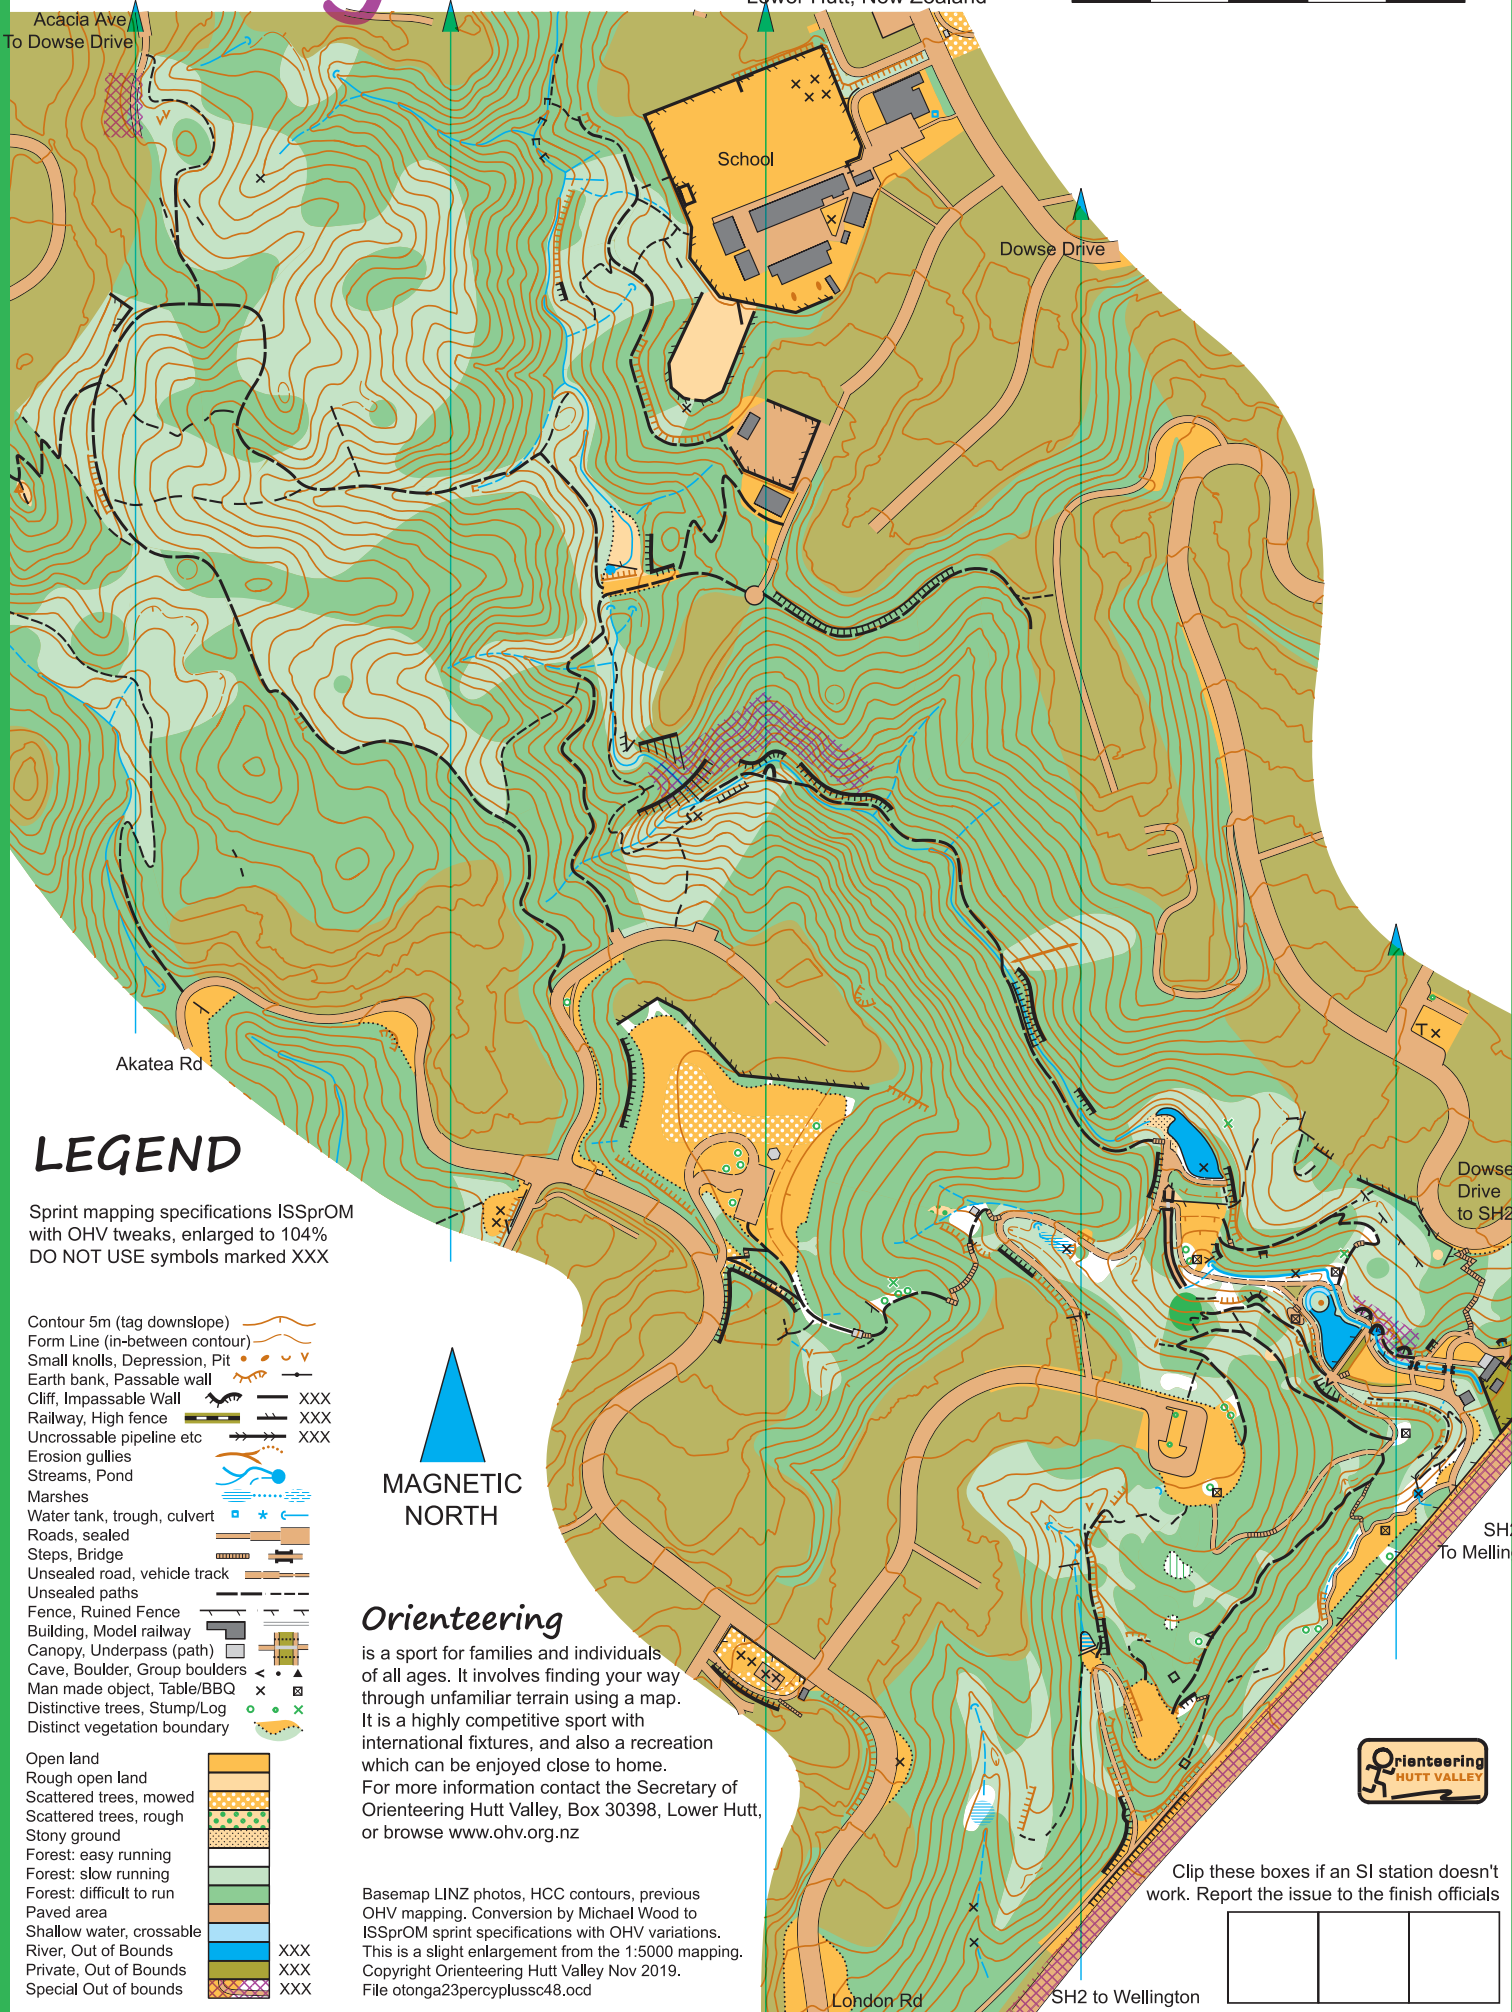 Lower Hutt, New Zealand
Acacia Ave
To Dowse Drive
School
Dowse Drive
Akatea Rd
Dowse
Drive
to SH2
To Mellin
LEGEND
Sprint mapping specifications ISSprOM
with OHV tweaks, enlarged to 104%
DO NOT USE symbols marked XXX
Contour 5m (tag downslope)
Form Line (in-between contour)
Small knolls, Depression, Pit
Earth bank, Passable wall
Cliff, Impassable Wall XXX
Railway, High fence XXX
Uncrossable pipeline etc XXX
Erosion gullies
Streams, Pond
Marshes
Water tank, trough, culvert
Roads, sealed
Steps, Bridge
Unsealed road, vehicle track
Unsealed paths
Fence, Ruined Fence
Building, Model railway
Canopy, Underpass (path)
Cave, Boulder, Group boulders
Man made object, Table/BBQ
Distinctive trees, Stump/Log
Distinct vegetation boundary
Open land
Rough open land
Scattered trees, mowed
Scattered trees, rough
Stony ground
Forest: easy running
Forest: slow running
Forest: difficult to run
Paved area
Shallow water, crossable
River, Out of Bounds XXX
Private, Out of Bounds XXX
Special Out of bounds XXX
MAGNETIC
NORTH
Orienteering
is a sport for families and individuals
of all ages. It involves finding your way
through unfamiliar terrain using a map.
It is a highly competitive sport with
international fixtures, and also a recreation
which can be enjoyed close to home.
For more information contact the Secretary of
Orienteering Hutt Valley, Box 30398, Lower Hutt,
or browse www.ohv.org.nz
Basemap LINZ photos, HCC contours, previous
OHV mapping. Conversion by Michael Wood to
ISSprOM sprint specifications with OHV variations.
This is a slight enlargement from the 1:5000 mapping.
Copyright Orienteering Hutt Valley Nov 2019.
File otonga23percyplussc48.ocd
London Rd
SH2 to Wellington
Orienteering
HUTT VALLEY
Clip these boxes if an SI station doesn't
work. Report the issue to the finish officials